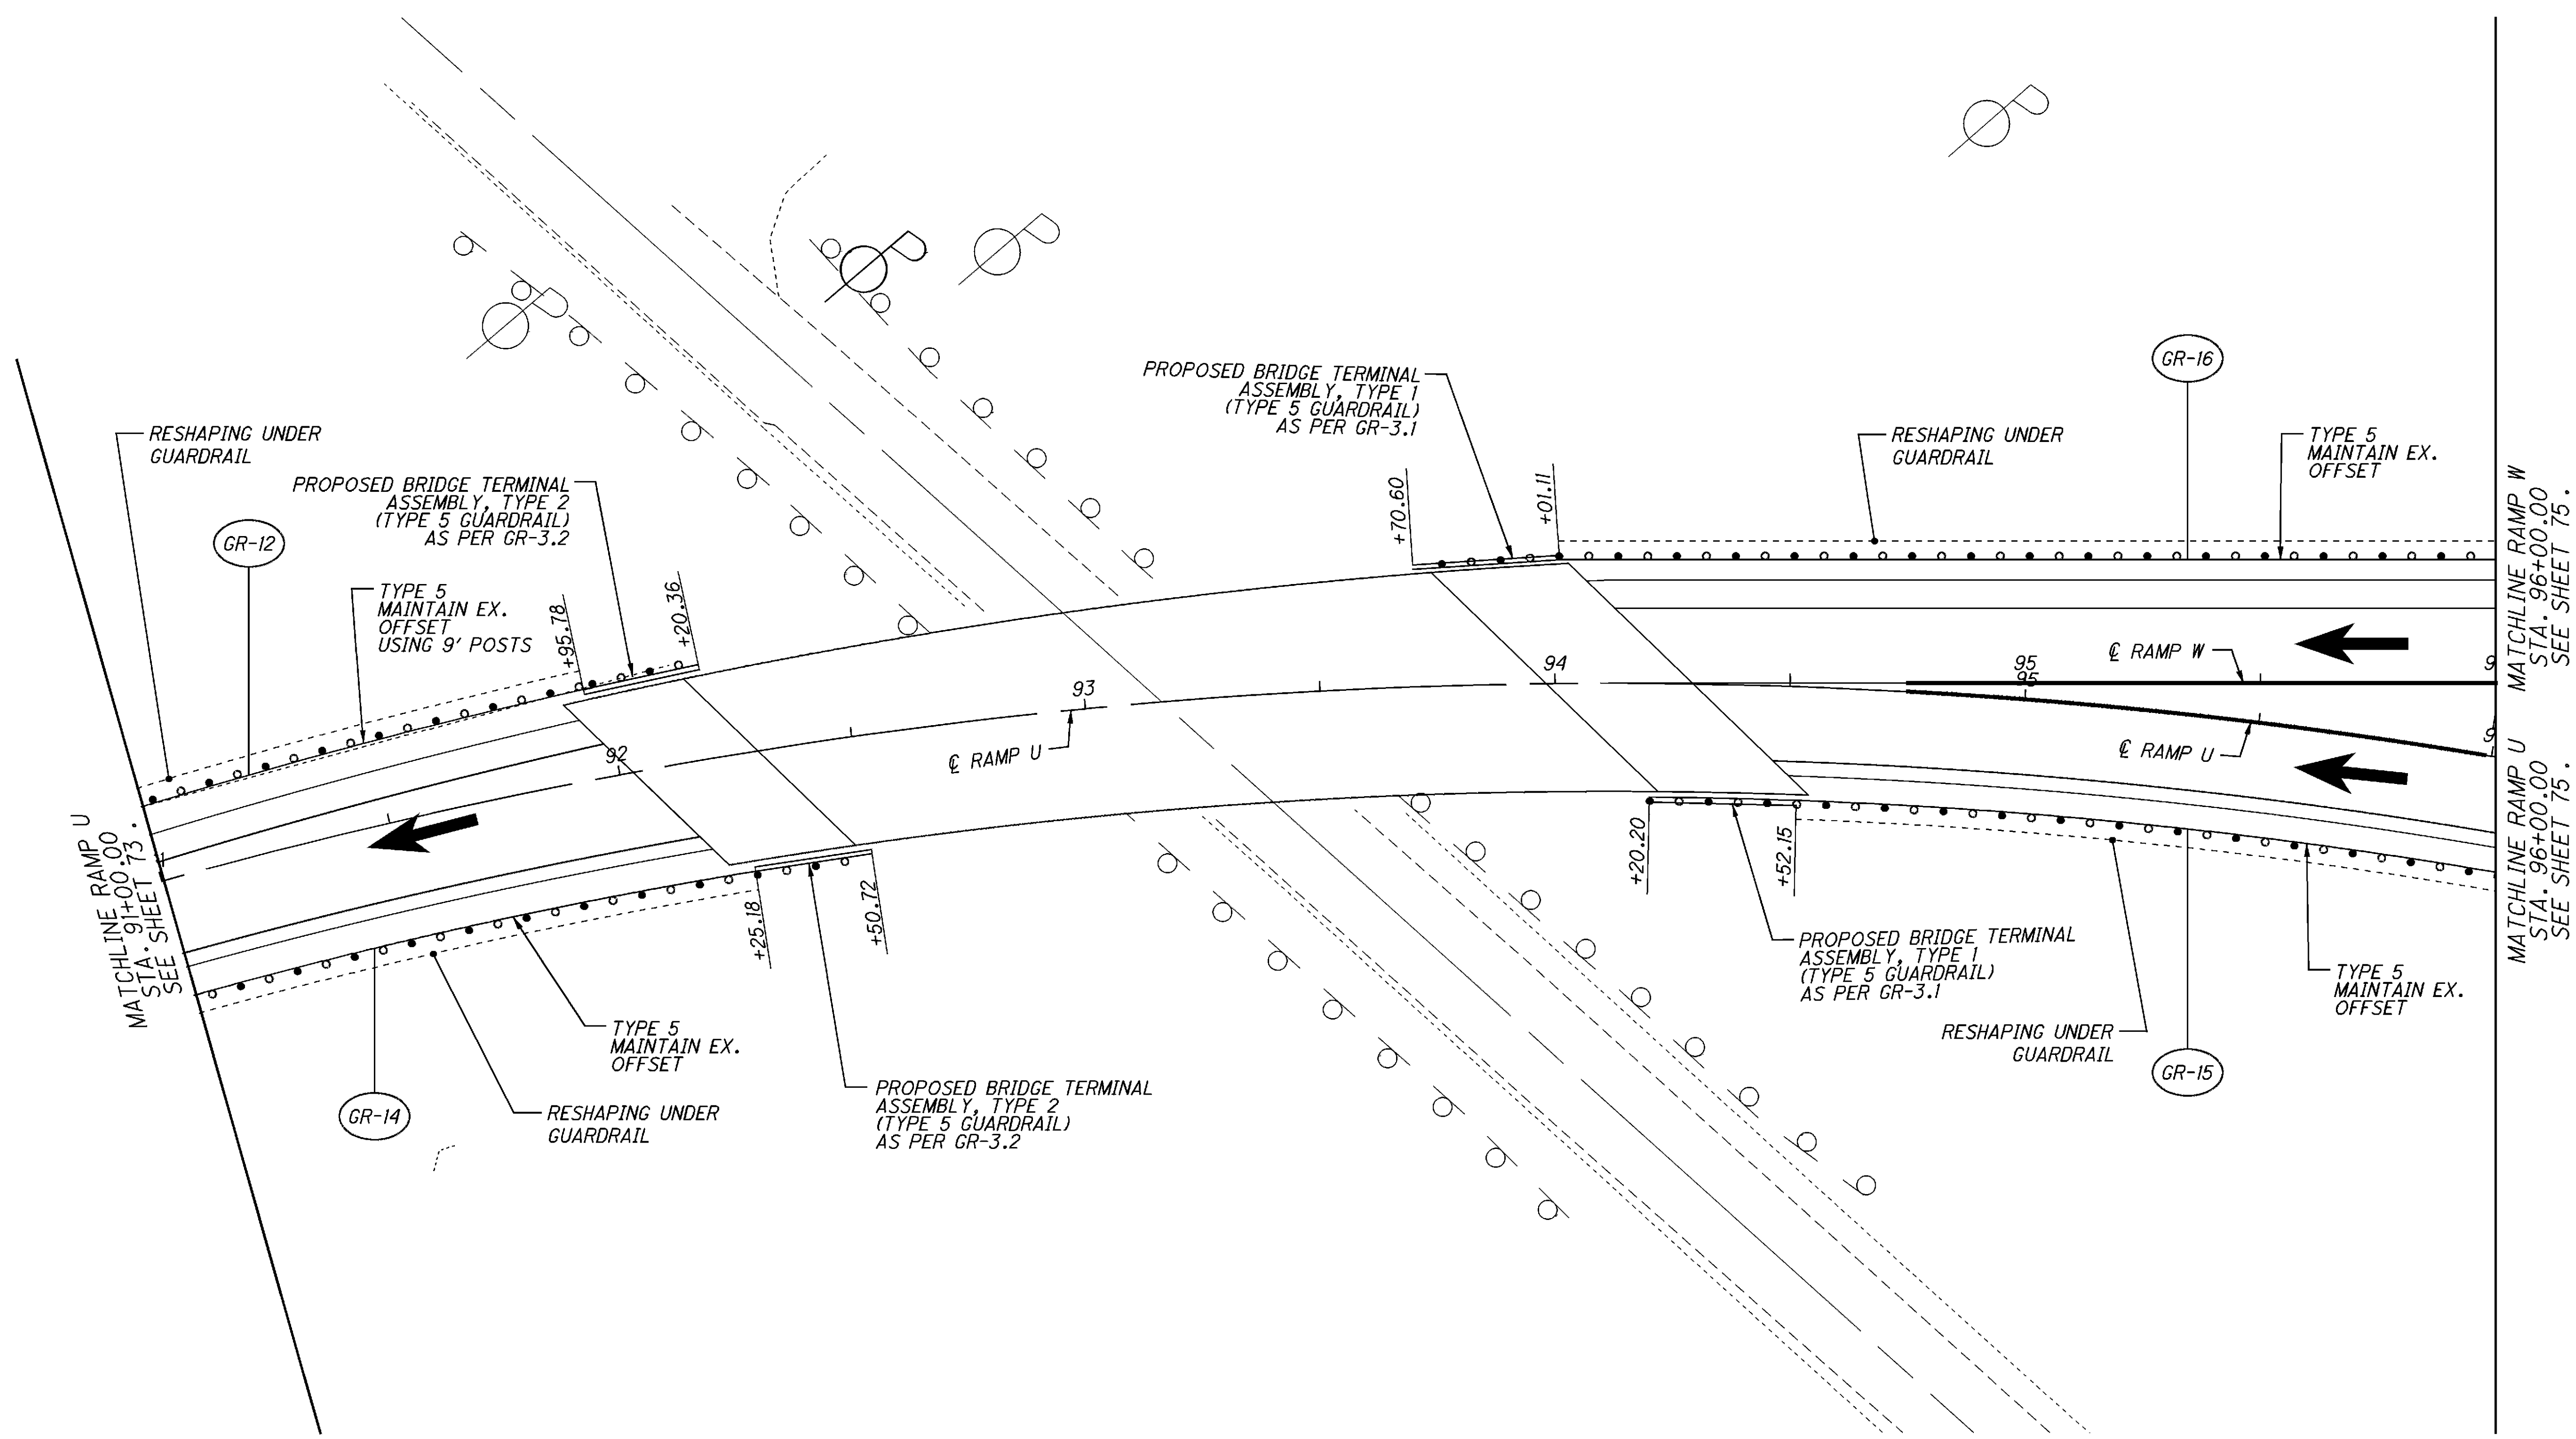 RESHAPING UNDER
GUARDRAIL
PROPOSED BRIDGE TERMINAL
ASSEMBLY, TYPE 2
(TYPE 5 GUARDRAIL)
AS PER GR-3.2
GR-12
TYPE 5
MAINTAIN EX.
OFFSET
USING 9' POSTS
+95.78
+20.36
PROPOSED BRIDGE TERMINAL
ASSEMBLY, TYPE 1
(TYPE 5 GUARDRAIL)
AS PER GR-3.1
+70.60
+01.11
GR-16
RESHAPING UNDER
GUARDRAIL
TYPE 5
MAINTAIN EX.
OFFSET
MATCHLINE RAMP W
STA. 96+00.00
SEE SHEET 75.
℄ RAMP W
92
93
94
95
95
9
9
℄ RAMP U
℄ RAMP U
MATCHLINE RAMP U
STA. 96+00.00
SEE SHEET 75.
MATCHLINE RAMP U
STA. 91+00.00
SEE SHEET 73.
+25.18
+50.72
+20.20
+52.15
PROPOSED BRIDGE TERMINAL
ASSEMBLY, TYPE 1
(TYPE 5 GUARDRAIL)
AS PER GR-3.1
TYPE 5
MAINTAIN EX.
OFFSET
RESHAPING UNDER
GUARDRAIL
GR-15
TYPE 5
MAINTAIN EX.
OFFSET
GR-14
RESHAPING UNDER
GUARDRAIL
PROPOSED BRIDGE TERMINAL
ASSEMBLY, TYPE 2
(TYPE 5 GUARDRAIL)
AS PER GR-3.2